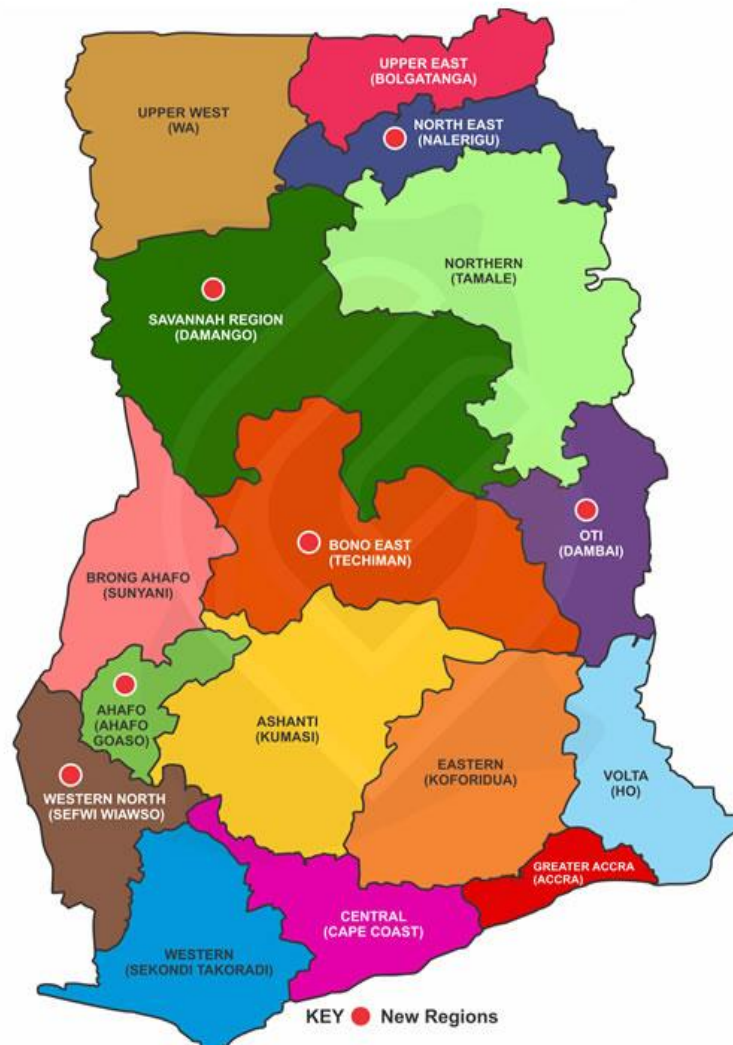 UPPER EAST
(BOLGATANGA)
UPPER WEST
(WA)
NORTH EAST
(NALERIGU)
NORTHERN
(TAMALE)
SAVANNAH REGION
(DAMANGO)
OTI
(DAMBAI)
BONO EAST
(TECHIMAN)
BRONG AHAFO
(SUNYANI)
AHAFO
(AHAFO
GOASO)
ASHANTI
(KUMASI)
EASTERN
(KOFORIDUA)
VOLTA
(HO)
WESTERN NORTH
(SEFWI WIAWSO)
GREATER ACCRA
(ACCRA)
CENTRAL
(CAPE COAST)
WESTERN
(SEKONDI TAKORADI)
KEY New Regions